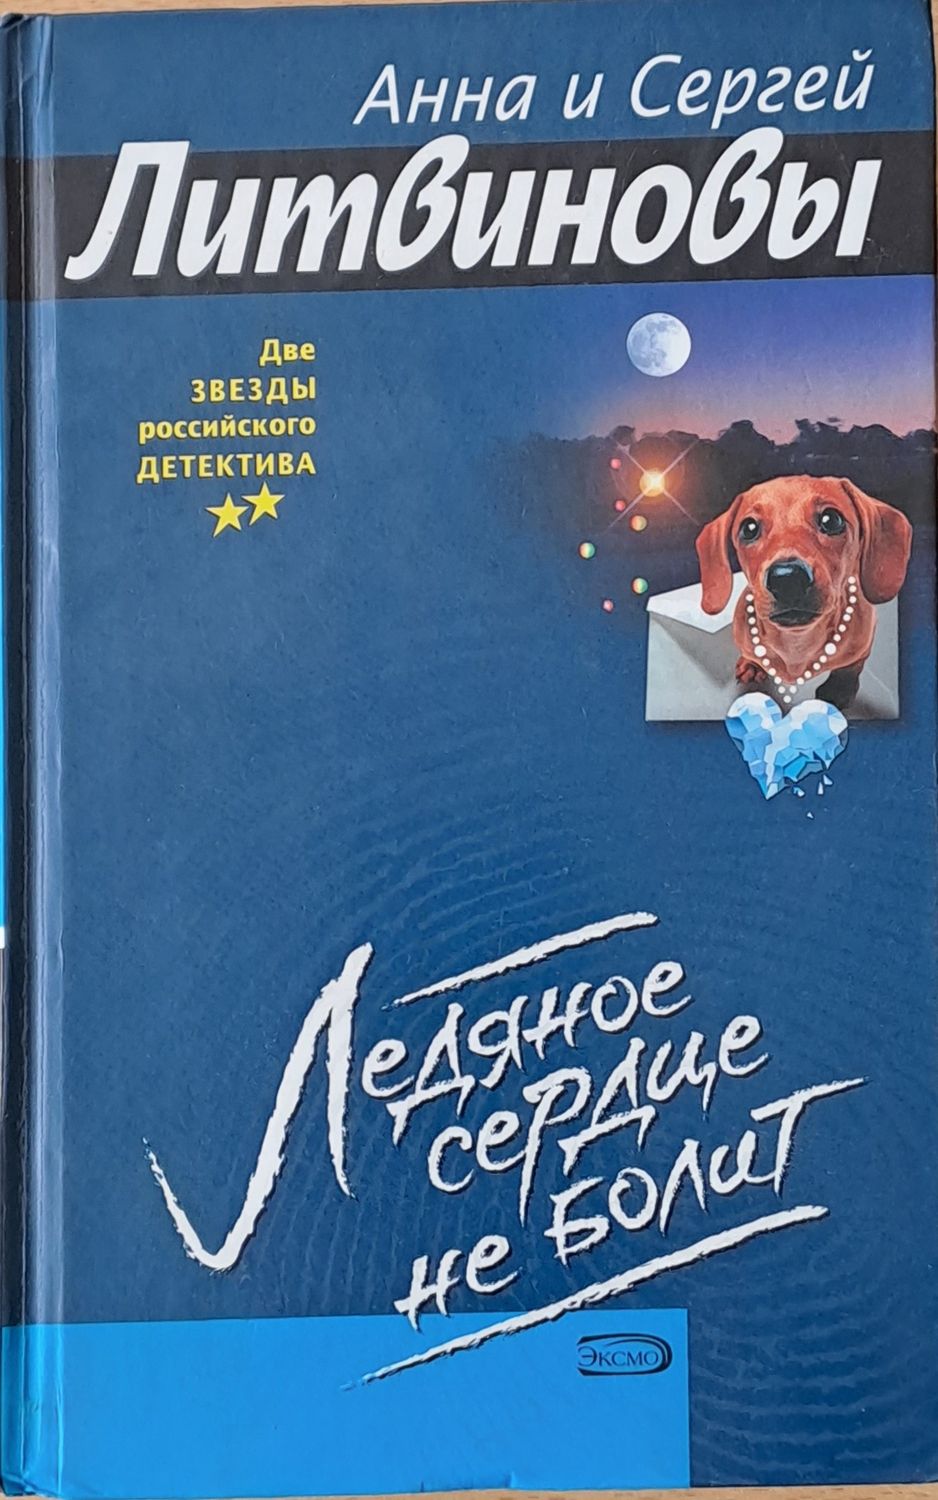 Анна и Сергей
Литвиновы
Две
ЗВЕЗДЫ
российского
ДЕТЕКТИВА
Ледяное
сердце
не болит
ЭКСМО